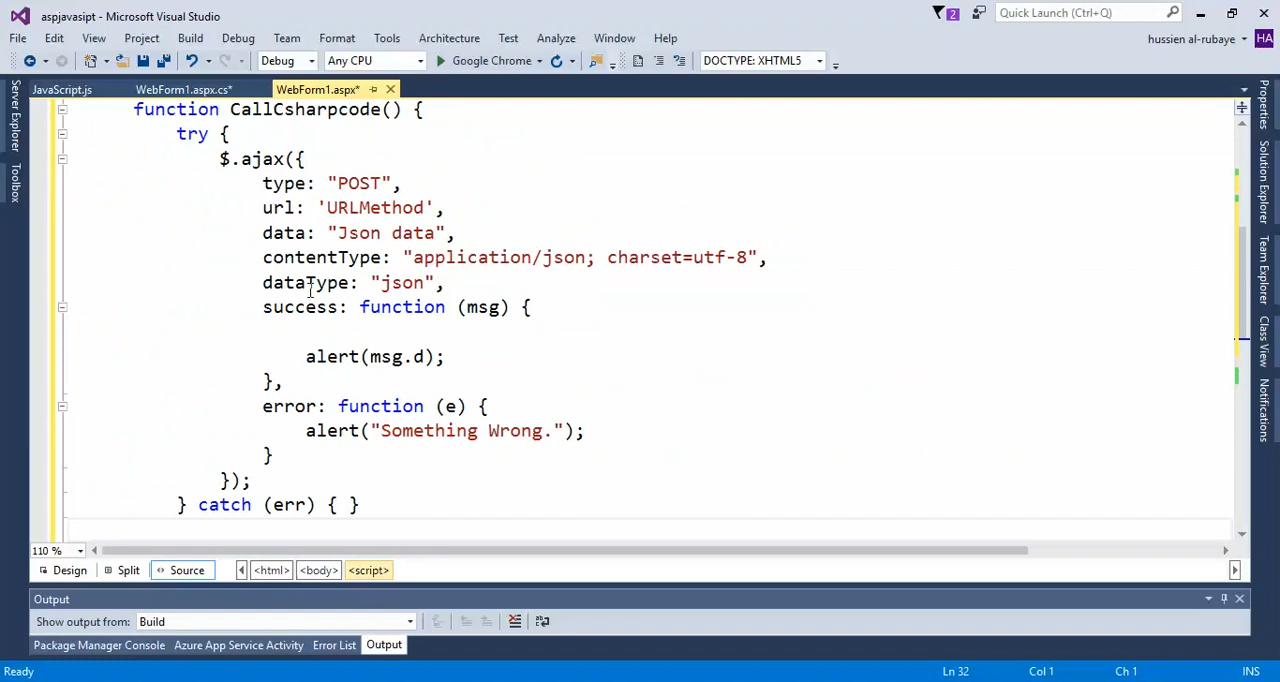 aspjavasipt - Microsoft Visual Studio
2
Quick Launch (Ctrl+Q)
File Edit View Project Build Debug Team Format Tools Architecture Test Analyze Window Help
hussien al-rubaye HA
Debug Any CPU Google Chrome DOCTYPE: XHTML5
JavaScript.js WebForm1.aspx.cs* WebForm1.aspx*
Server Explorer
Toolbox
function CallCsharpcode() {
try {
$.ajax({
type: "POST",
url: 'URLMethod',
data: "Json data",
contentType: "application/json; charset=utf-8",
dataType: "json",
success: function (msg) {
alert(msg.d);
},
error: function (e) {
alert("Something Wrong.");
}
});
} catch (err) { }
Properties
Solution Explorer
Team Explorer
Class View
Notifications
110 %
Design Split Source <html> <body> <script>
Output
Show output from: Build
Package Manager Console Azure App Service Activity Error List Output
Ready Ln 32 Col 1 Ch 1 INS